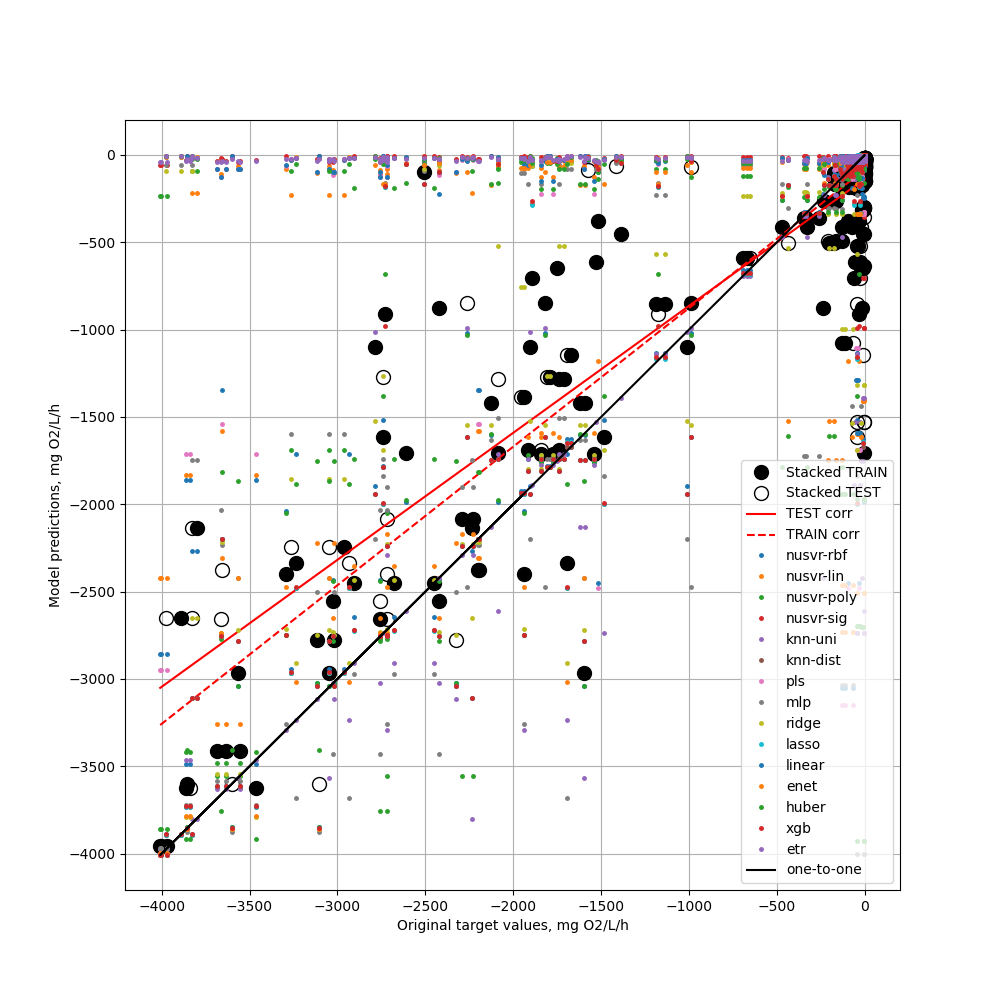 0
−500
−1000
−1500
−2000
−2500
−3000
−3500
−4000
Model predictions, mg O2/L/h
−4000 −3500 −3000 −2500 −2000 −1500 −1000 −500 0
Original target values, mg O2/L/h
Stacked TRAIN
Stacked TEST
TEST corr
TRAIN corr
nusvr-rbf
nusvr-lin
nusvr-poly
nusvr-sig
knn-uni
knn-dist
pls
mlp
ridge
lasso
linear
enet
huber
xgb
etr
one-to-one